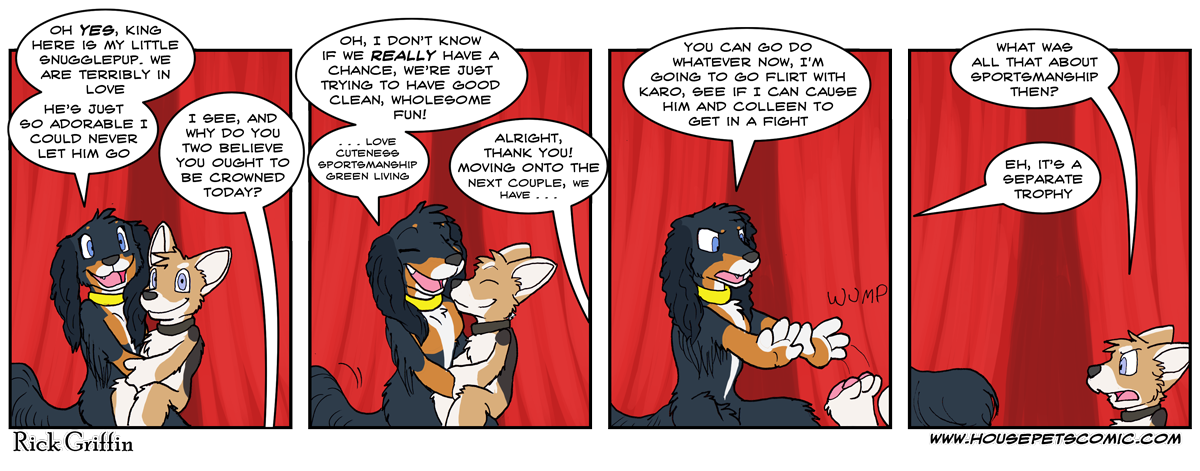 OH YES, KING
HERE IS MY LITTLE
SNUGGLEPUP. WE
ARE TERRIBLY IN
LOVE
HE'S JUST
SO ADORABLE I
COULD NEVER
LET HIM GO
I SEE, AND
WHY DO YOU
TWO BELIEVE
YOU OUGHT TO
BE CROWNED
TODAY?
OH, I DON'T KNOW
IF WE REALLY HAVE A
CHANCE, WE'RE JUST
TRYING TO HAVE GOOD
CLEAN, WHOLESOME
FUN!
. . . LOVE
CUTENESS
SPORTSMANSHIP
GREEN LIVING
ALRIGHT,
THANK YOU!
MOVING ONTO THE
NEXT COUPLE, WE
HAVE . . .
YOU CAN GO DO
WHATEVER NOW, I'M
GOING TO GO FLIRT WITH
KARO, SEE IF I CAN CAUSE
HIM AND COLLEEN TO
GET IN A FIGHT
WUMP
WHAT WAS
ALL THAT ABOUT
SPORTSMANSHIP
THEN?
EH, IT'S A
SEPARATE
TROPHY
Rick Griffin
WWW.HOUSEPETSCOMIC.COM